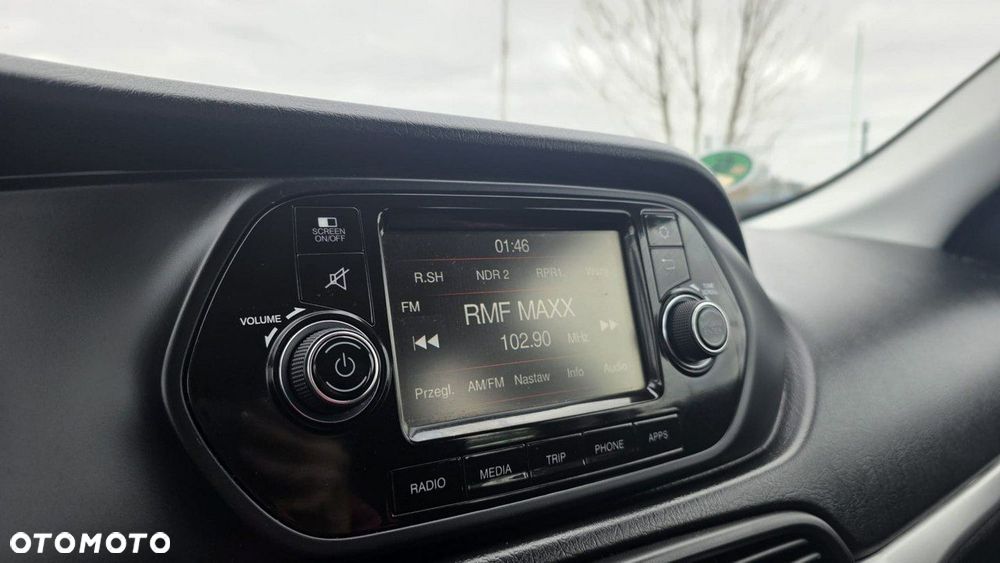 SCREEN
ON/OFF
VOLUME
01:46
R.SH NDR 2 RPR1.
FM
RMF MAXX
102.90 MHz
Przegl. AM/FM Nastaw Info Audio
RADIO MEDIA TRIP PHONE APPS
OTOMOTO